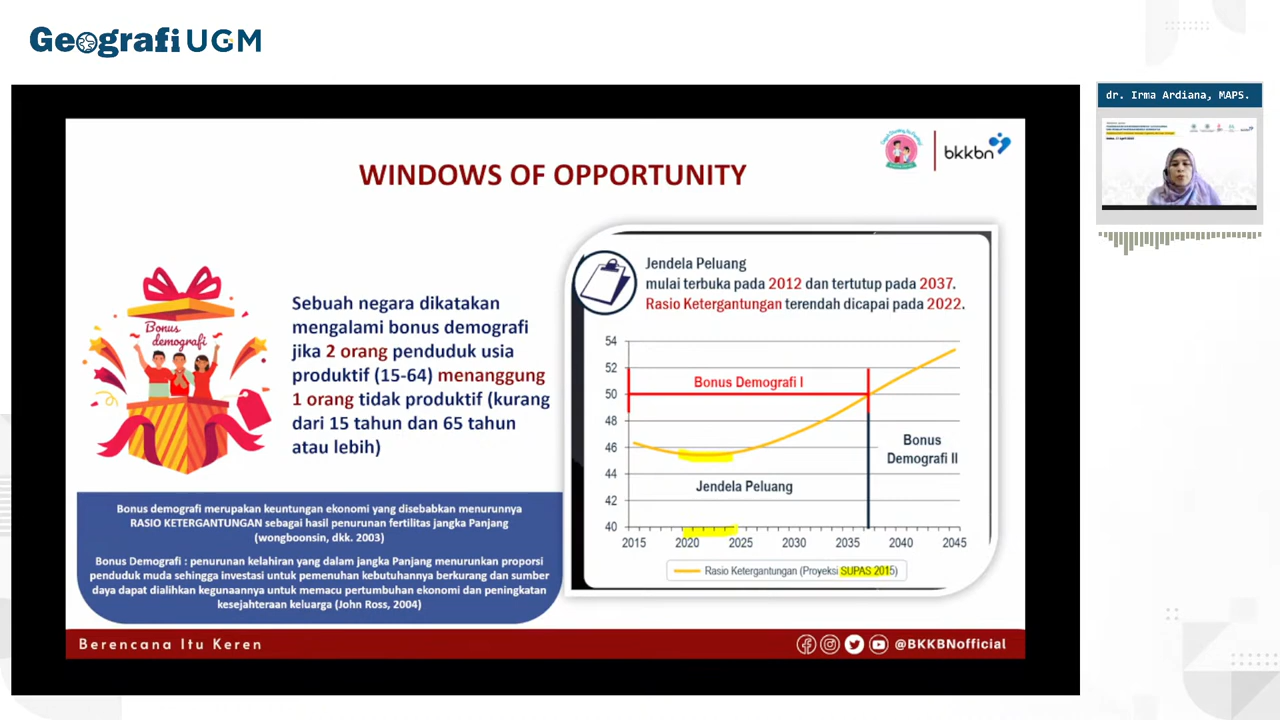 Geografi UGM
dr. Irma Ardiana, MAPS.
bkkbn
WINDOWS OF OPPORTUNITY
Bonus
demografi
Sebuah negara dikatakan
mengalami bonus demografi
jika 2 orang penduduk usia
produktif (15-64) menanggung
1 orang tidak produktif (kurang
dari 15 tahun dan 65 tahun
atau lebih)
Bonus demografi merupakan keuntungan ekonomi yang disebabkan menurunnya
RASIO KETERGANTUNGAN sebagai hasil penurunan fertilitas jangka Panjang
(wongboonsin, dkk. 2003)
Bonus Demografi : penurunan kelahiran yang dalam jangka Panjang menurunkan proporsi
penduduk muda sehingga investasi untuk pemenuhan kebutuhannya berkurang dan sumber
daya dapat dialihkan kegunaannya untuk memacu pertumbuhan ekonomi dan peningkatan
kesejahteraan keluarga (John Ross, 2004)
Jendela Peluang
mulai terbuka pada 2012 dan tertutup pada 2037.
Rasio Ketergantungan terendah dicapai pada 2022.
54
52
50
48
46
44
42
40
Bonus Demografi I
Bonus
Demografi II
Jendela Peluang
2015 2020 2025 2030 2035 2040 2045
Rasio Ketergantungan (Proyeksi SUPAS 2015)
Berencana Itu Keren
@BKKBNofficial